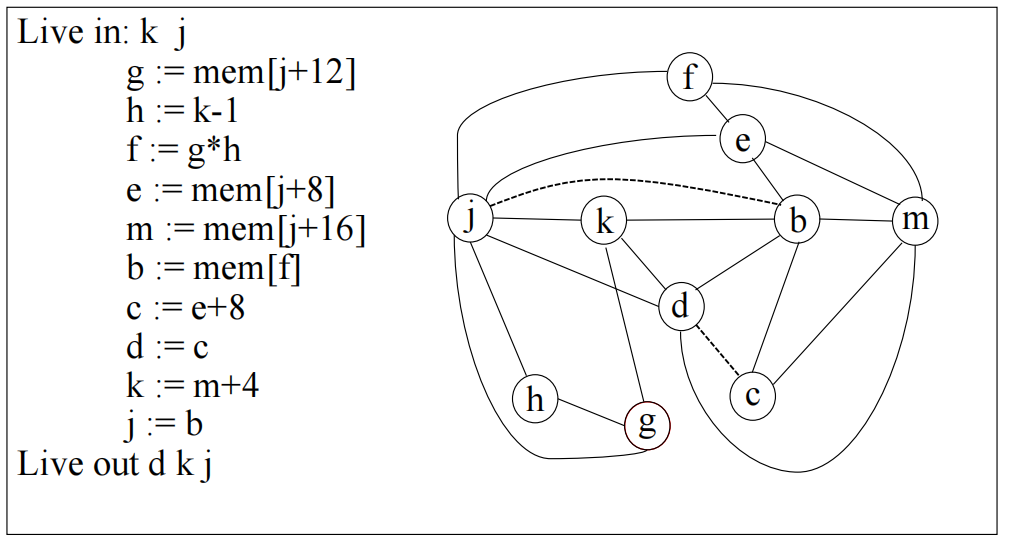 Live in: k j
g := mem[j+12]
h := k-1
f := g*h
e := mem[j+8]
m := mem[j+16]
b := mem[f]
c := e+8
d := c
k := m+4
j := b
Live out d k j
f
e
j
k
b
m
d
h
c
g